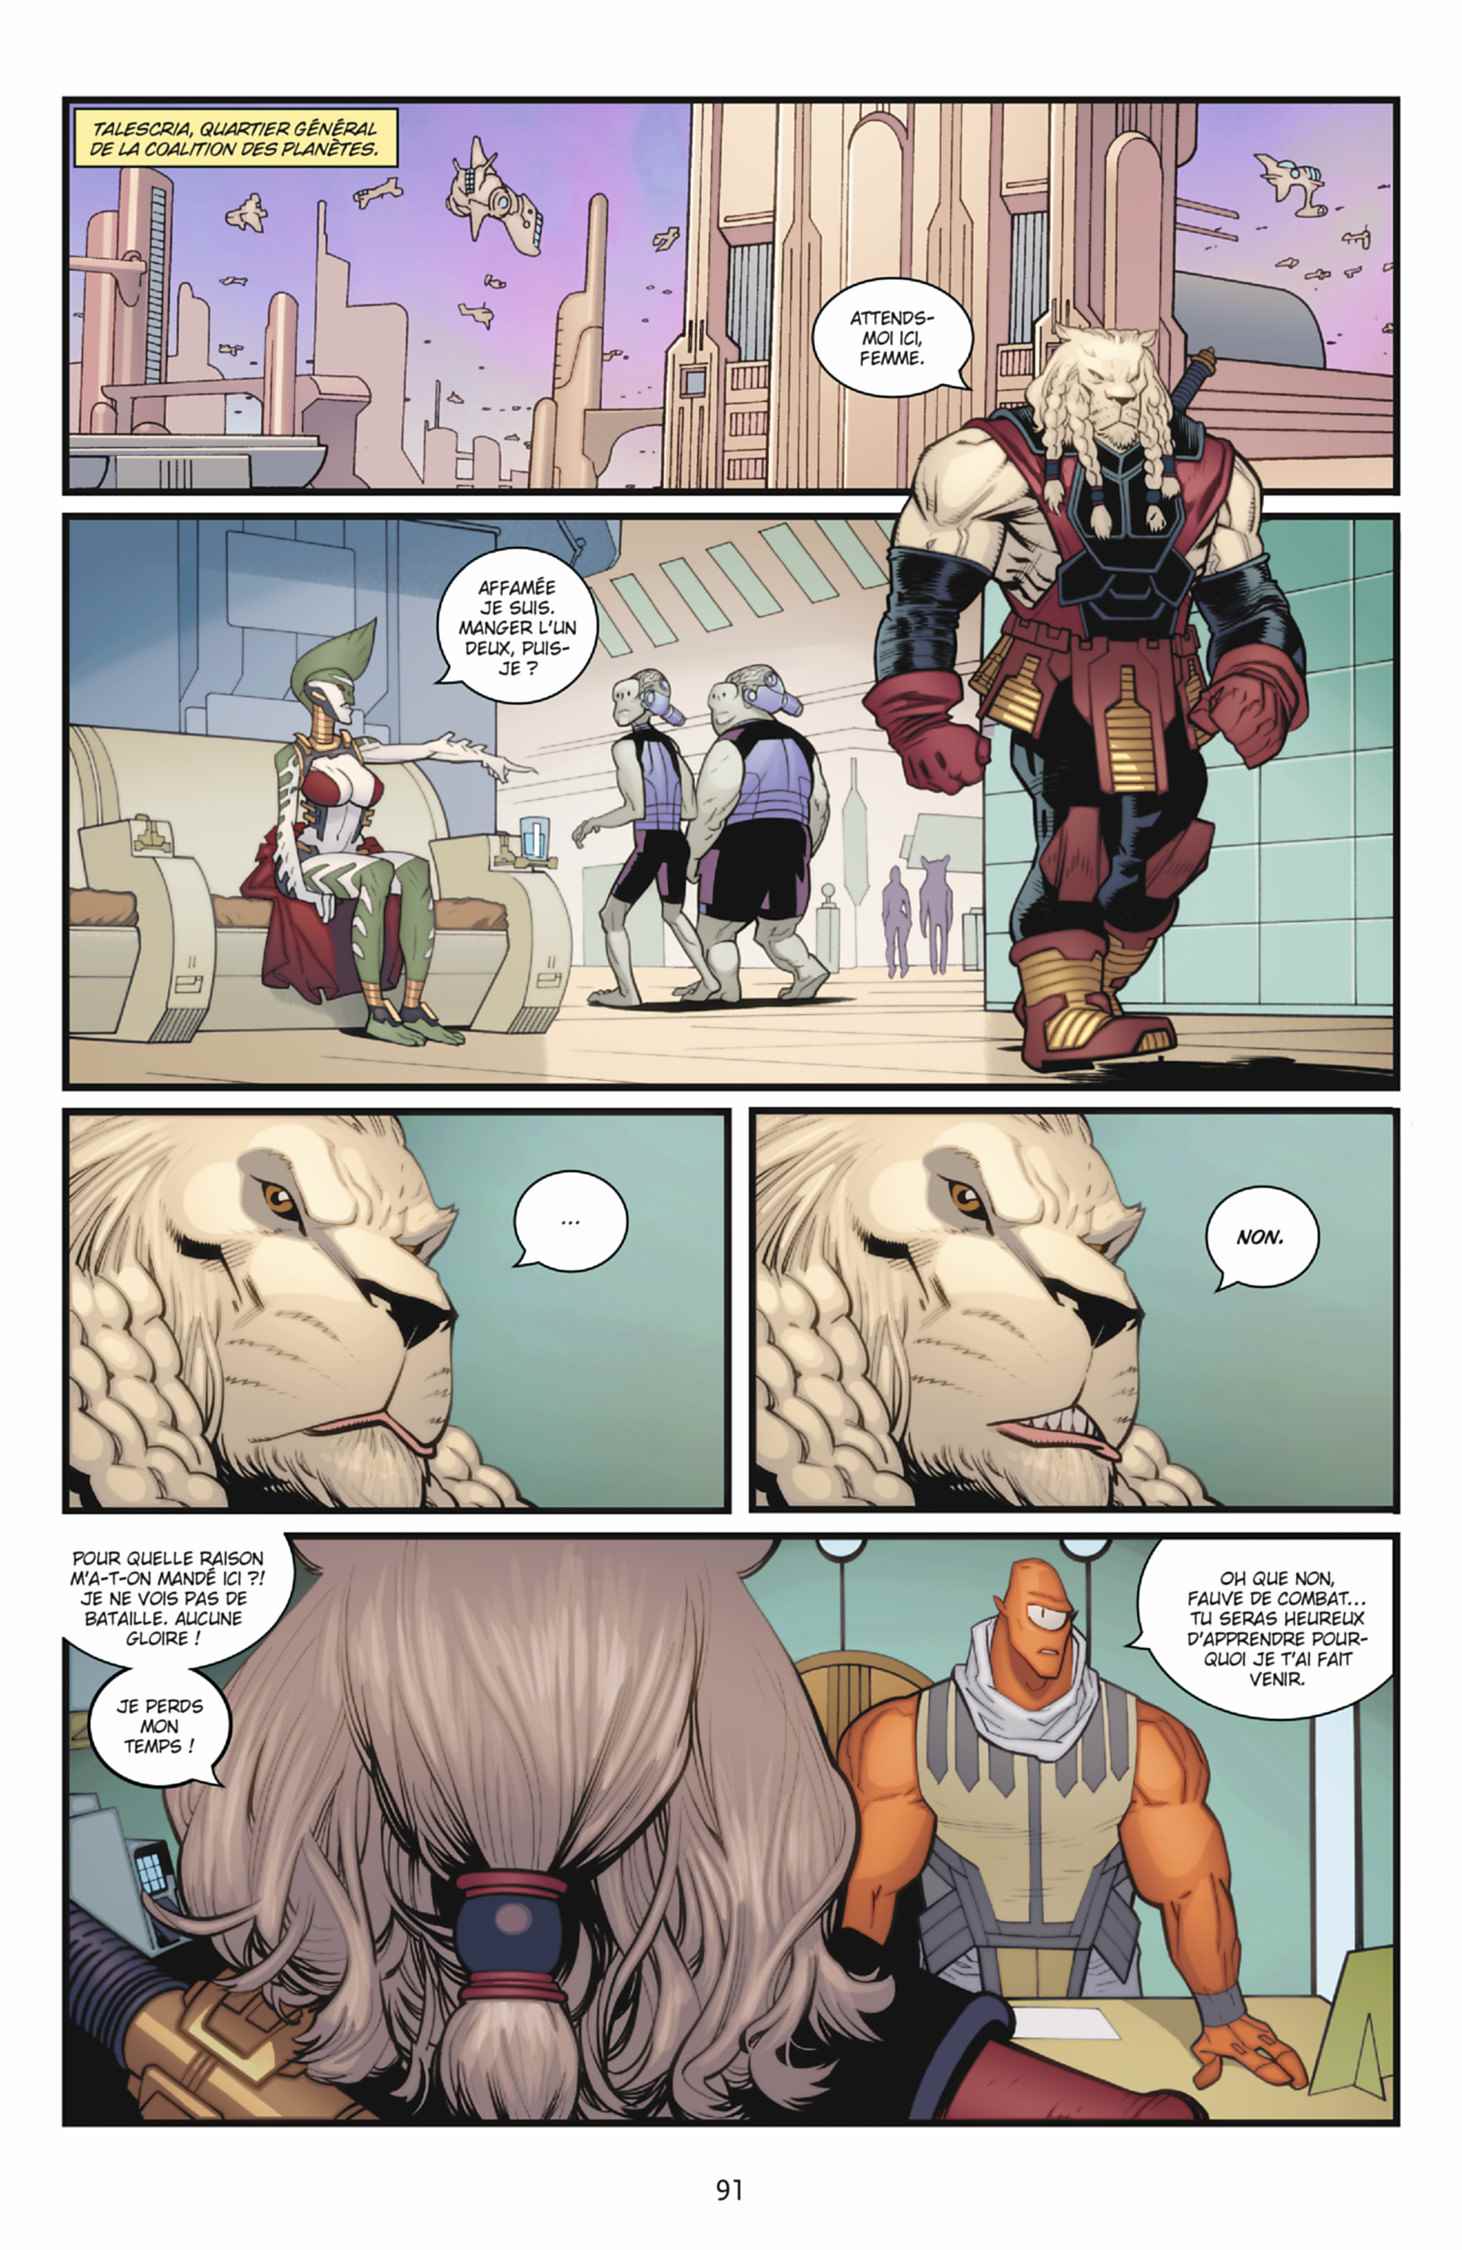 TALESCRIA, QUARTIER GÉNÉRAL
DE LA COALITION DES PLANÈTES.
ATTENDS-
MOI ICI,
FEMME.
AFFAMÉE
JE SUIS.
MANGER L'UN
DEUX, PUIS-
JE ?
...
NON.
POUR QUELLE RAISON
M'A-T-ON MANDÉ ICI ?!
JE NE VOIS PAS DE
BATAILLE. AUCUNE
GLOIRE !
JE PERDS
MON
TEMPS !
OH QUE NON,
FAUVE DE COMBAT...
TU SERAS HEUREUX
D'APPRENDRE POUR-
QUOI JE T'AI FAIT
VENIR.
91